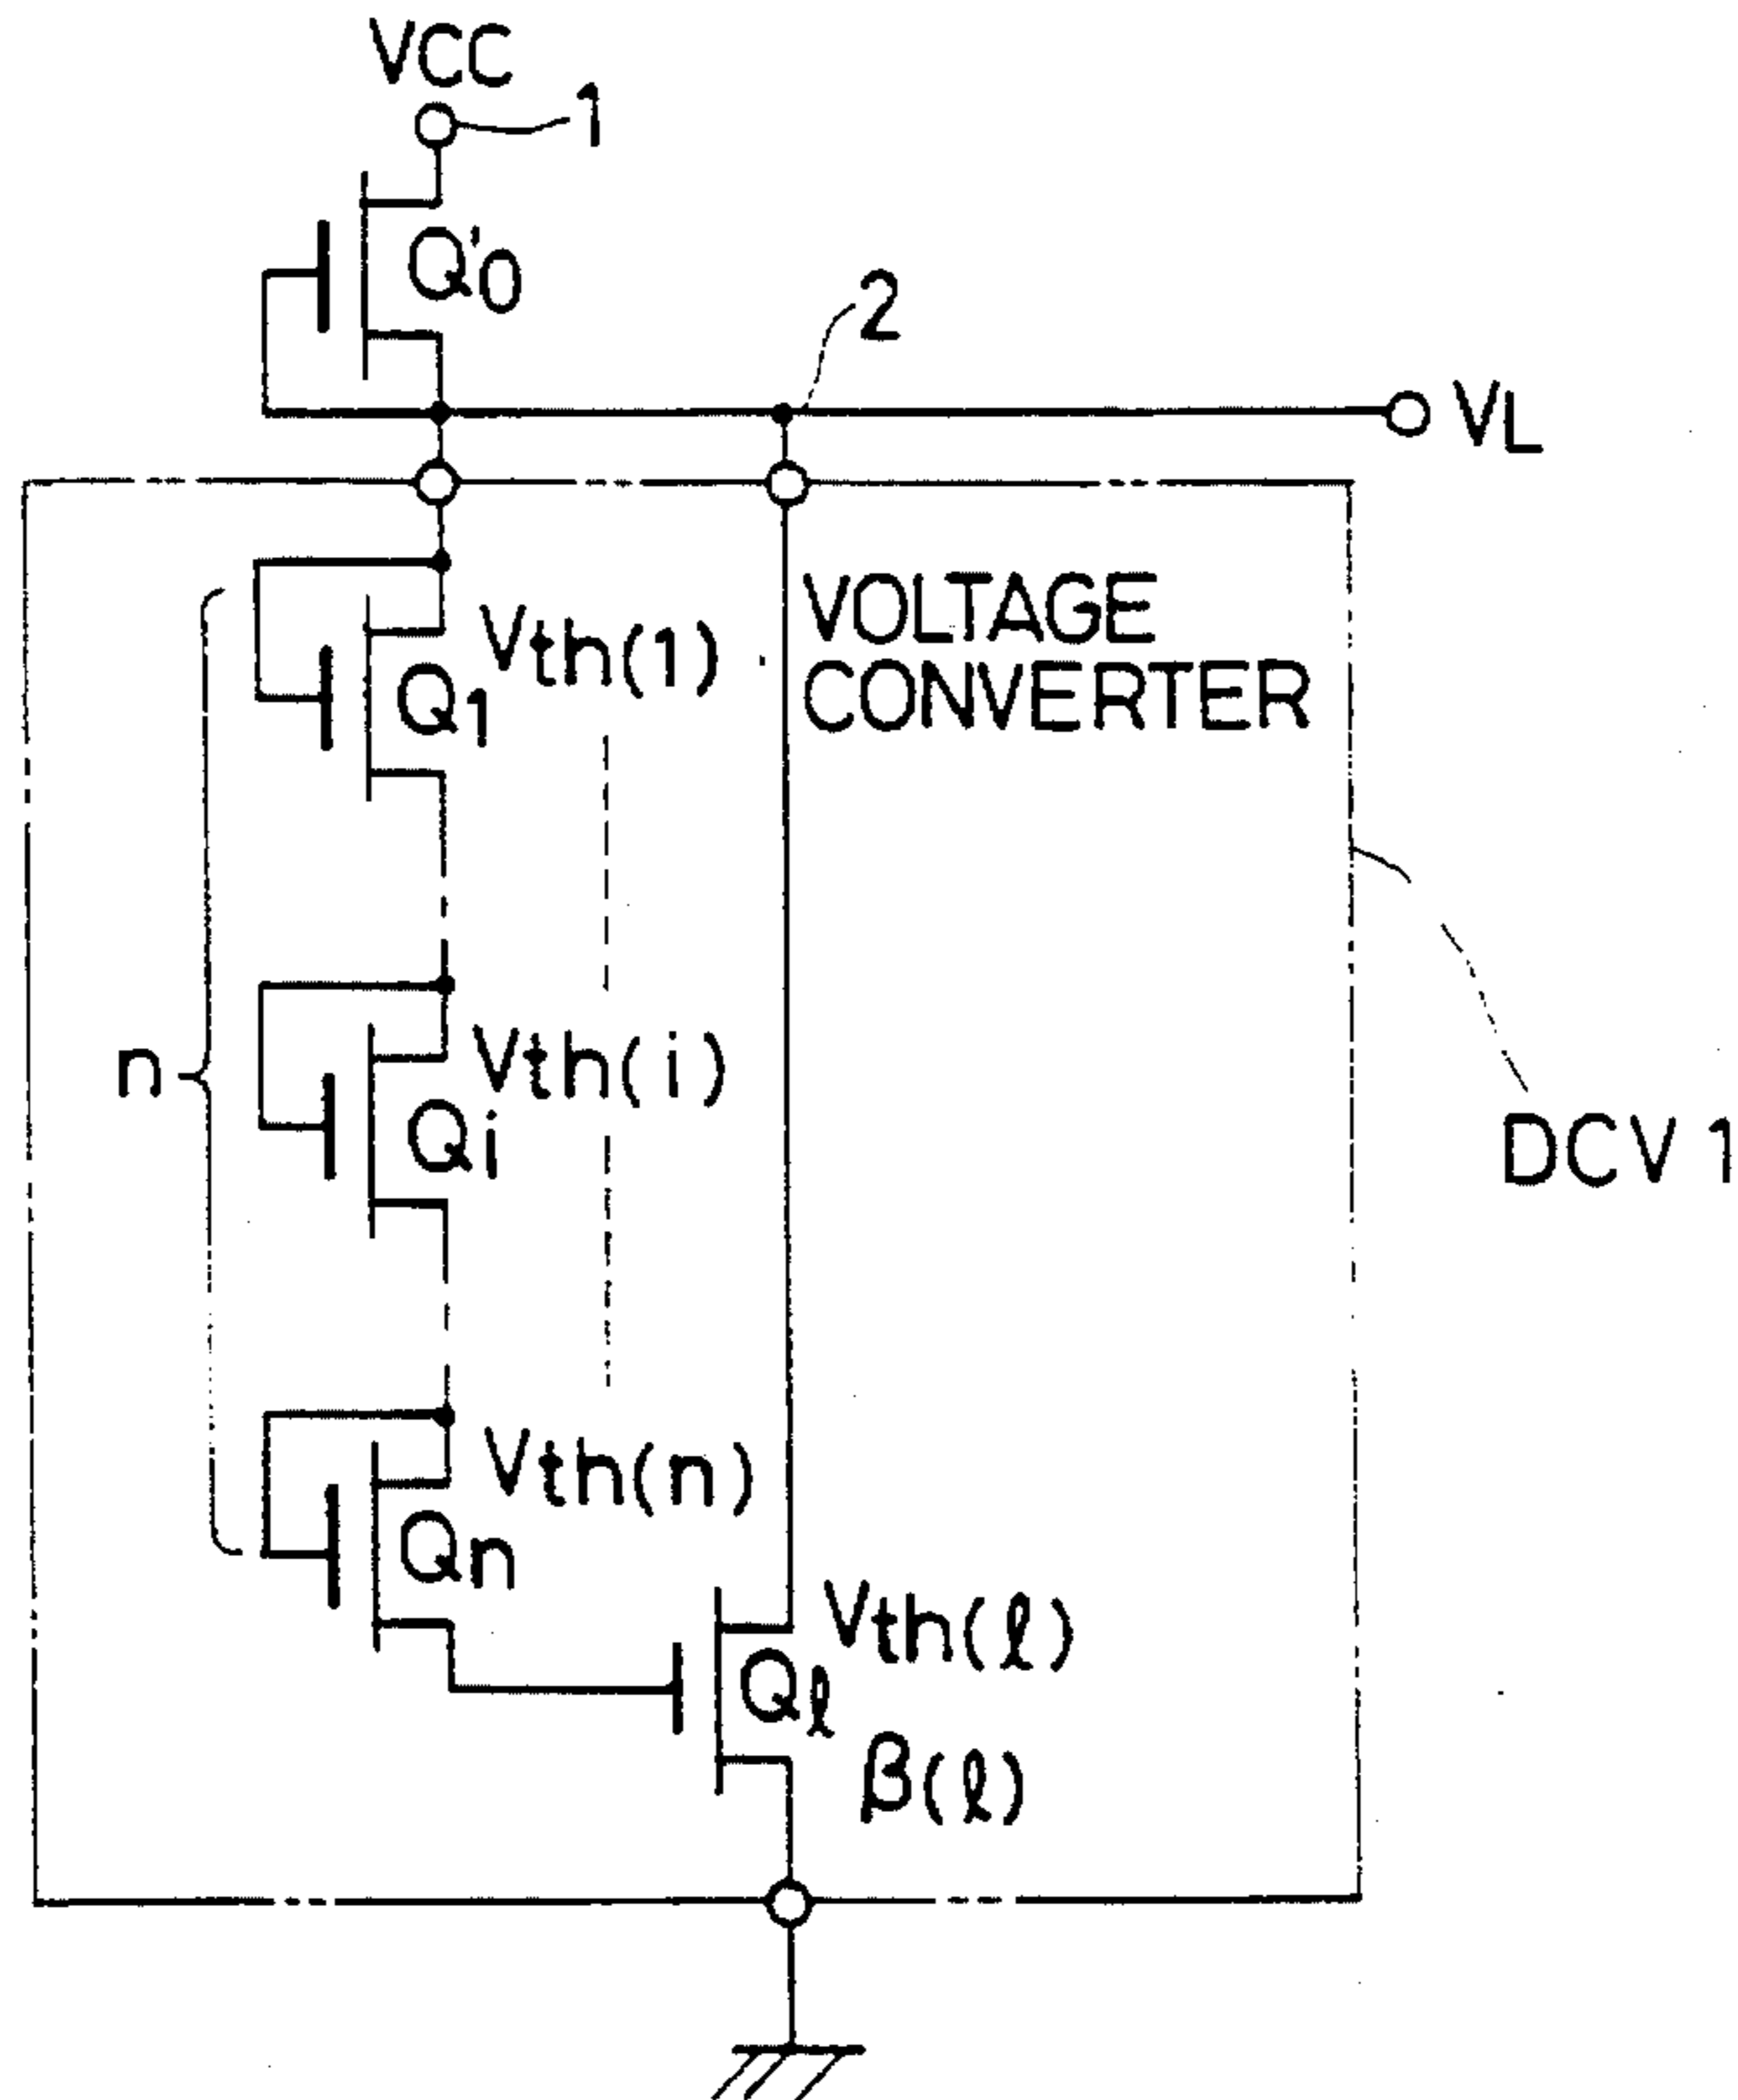 VCC
1
Q'0
2
VL
Vth(1)
Q1
VOLTAGE
CONVERTER
n
Vth(i)
Qi
DCV 1
Vth(n)
Qn
Vth(ℓ)
Qℓ
β(ℓ)